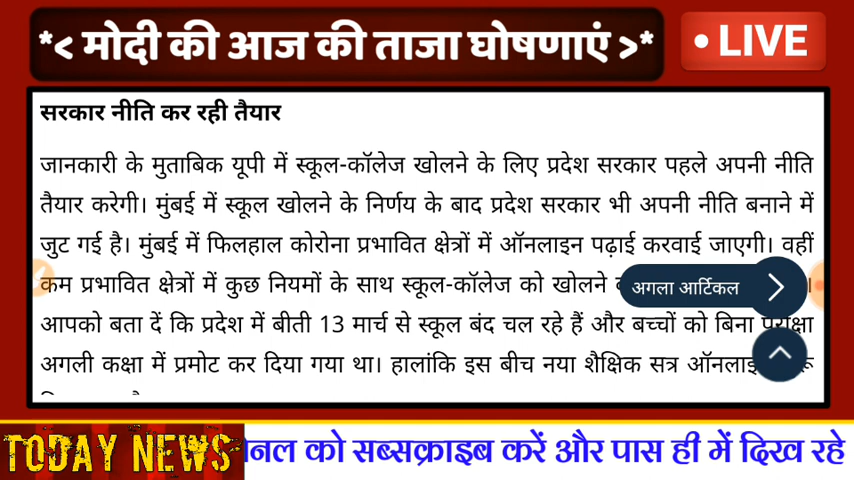 *< मोदी की आज की ताजा घोषणाएं >*
• LIVE
सरकार नीति कर रही तैयार
जानकारी के मुताबिक यूपी में स्कूल-कॉलेज खोलने के लिए प्रदेश सरकार पहले अपनी नीति
तैयार करेगी। मुंबई में स्कूल खोलने के निर्णय के बाद प्रदेश सरकार भी अपनी नीति बनाने में
जुट गई है। मुंबई में फिलहाल कोरोना प्रभावित क्षेत्रों में ऑनलाइन पढ़ाई करवाई जाएगी। वहीं
कम प्रभावित क्षेत्रों में कुछ नियमों के साथ स्कूल-कॉलेज को खोलने
अगला आर्टिकल
आपको बता दें कि प्रदेश में बीती 13 मार्च से स्कूल बंद चल रहे हैं और बच्चों को बिना परीक्षा
अगली कक्षा में प्रमोट कर दिया गया था। हालांकि इस बीच नया शैक्षिक सत्र
TODAY NEWS
को सब्सक्राइब करें और पास ही में दिख रहे